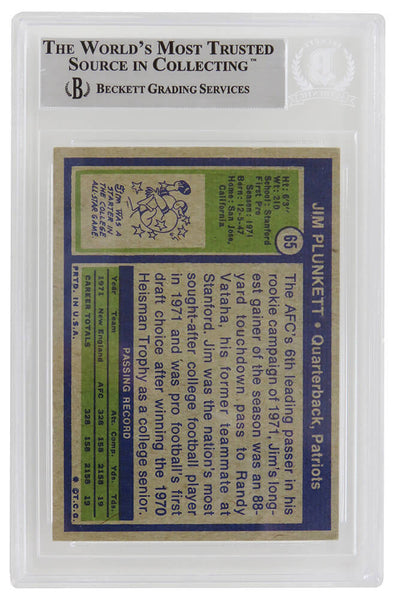 THE WORLD'S MOST TRUSTED
SOURCE IN COLLECTING™
B BECKETT GRADING SERVICES
JIM PLUNKETT • Quarterback, Patriots
65
Ht: 6'3"
Wt: 210
School: Stanford
First Pro
Season: 1971
Born: 12-5-47
Home: San Jose,
California
JIM WAS A
STARTER IN
THE COLLEGE
ALL-STAR GAME.
The AFC's 6th leading passer in his
rookie campaign of 1971, Jim's long-
est gainer of the season was an 88-
yard touchdown pass to Randy
Vataha, his former teammate at
Stanford. Jim was the nation's most
sought-after college football player
in 1971 and was pro football's first
draft choice after winning the 1970
Heisman Trophy as a college senior.
PASSING RECORD
Year Team Att. Comp. Yds. Tds.
1971 New England AFC 328 158 2158 19
CAREER TOTALS 328 158 2158 19
PRTD. IN U.S.A.
©T.C.G.